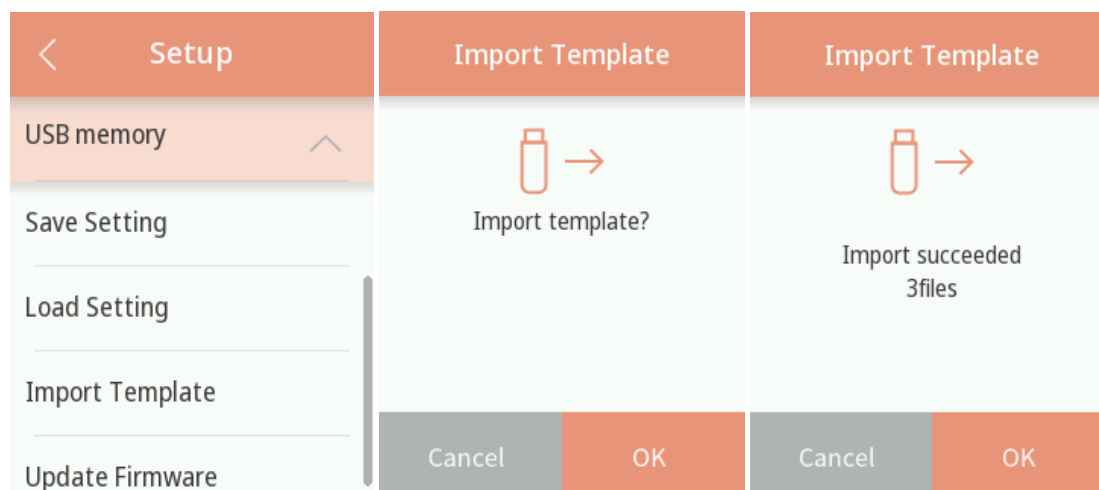 Setup
USB memory
Save Setting
Load Setting
Import Template
Update Firmware
Import Template
Import template?
Cancel
OK
Import Template
Import succeeded
3files
Cancel
OK